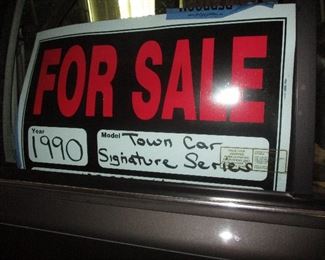 FOR SALE
Year
1990
Model
Town Car
Signature Series